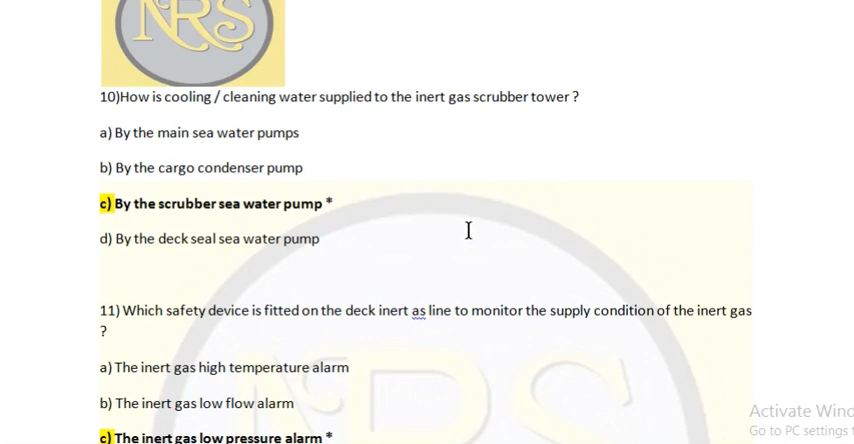 NRS
10)How is cooling / cleaning water supplied to the inert gas scrubber tower ?
a) By the main sea water pumps
b) By the cargo condenser pump
c) By the scrubber sea water pump *
d) By the deck seal sea water pump
11) Which safety device is fitted on the deck inert as line to monitor the supply condition of the inert gas
?
a) The inert gas high temperature alarm
b) The inert gas low flow alarm
c) The inert gas low pressure alarm *
NRS
Activate Wind
Go to PC settings t